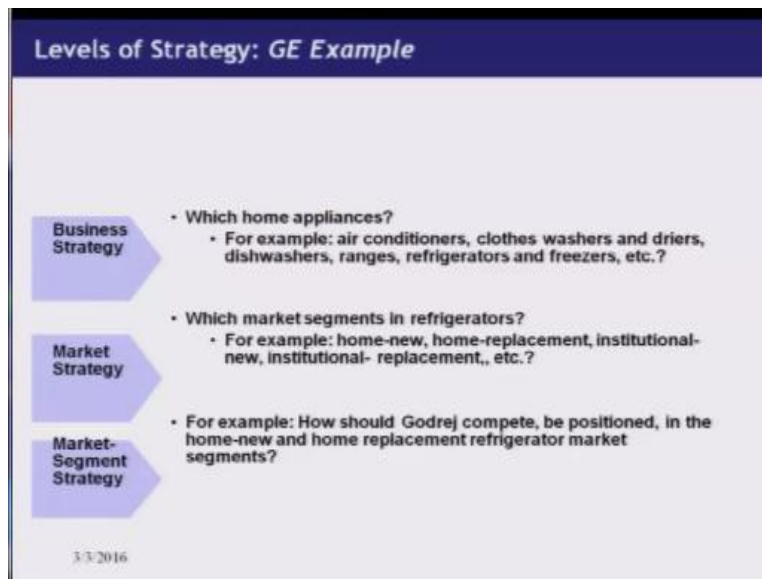 Levels of Strategy: GE Example
Business
Strategy
• Which home appliances?
• For example: air conditioners, clothes washers and driers,
dishwashers, ranges, refrigerators and freezers, etc.?
Market
Strategy
• Which market segments in refrigerators?
• For example: home-new, home-replacement, institutional-
new, institutional- replacement,, etc.?
Market-
Segment
Strategy
• For example: How should Godrej compete, be positioned, in the
home-new and home replacement refrigerator market
segments?
3/3/2016